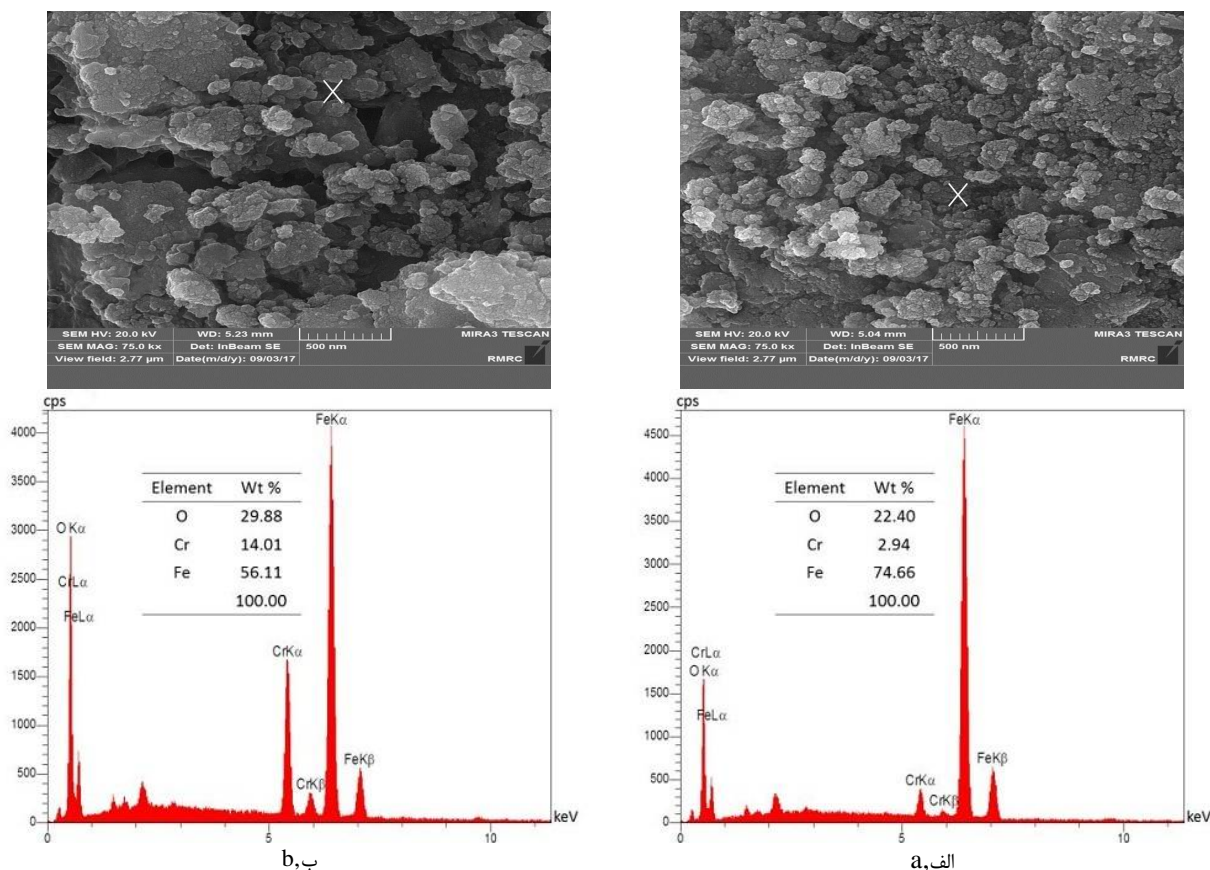 SEM HV: 20.0 kV WD: 5.23 mm MIRA3 TESCAN
SEM MAG: 75.0 kx Det: InBeam SE 500 nm
View field: 2.77 µm Date(m/d/y): 09/03/17 RMRC
SEM HV: 20.0 kV WD: 5.04 mm MIRA3 TESCAN
SEM MAG: 75.0 kx Det: InBeam SE 500 nm
View field: 2.77 µm Date(m/d/y): 09/03/17 RMRC
cps
4000
3500
3000
2500
2000
1500
1000
500
0
O Kα
CrLα
FeLα
Element Wt %
O 29.88
Cr 14.01
Fe 56.11
100.00
CrKα
CrKβ
FeKα
FeKβ
0 5 10 keV
ب,b
cps
4500
4000
3500
3000
2500
2000
1500
1000
500
0
CrLα
O Kα
FeLα
Element Wt %
O 22.40
Cr 2.94
Fe 74.66
100.00
CrKα
CrKβ
FeKα
FeKβ
0 5 10 keV
الف,a